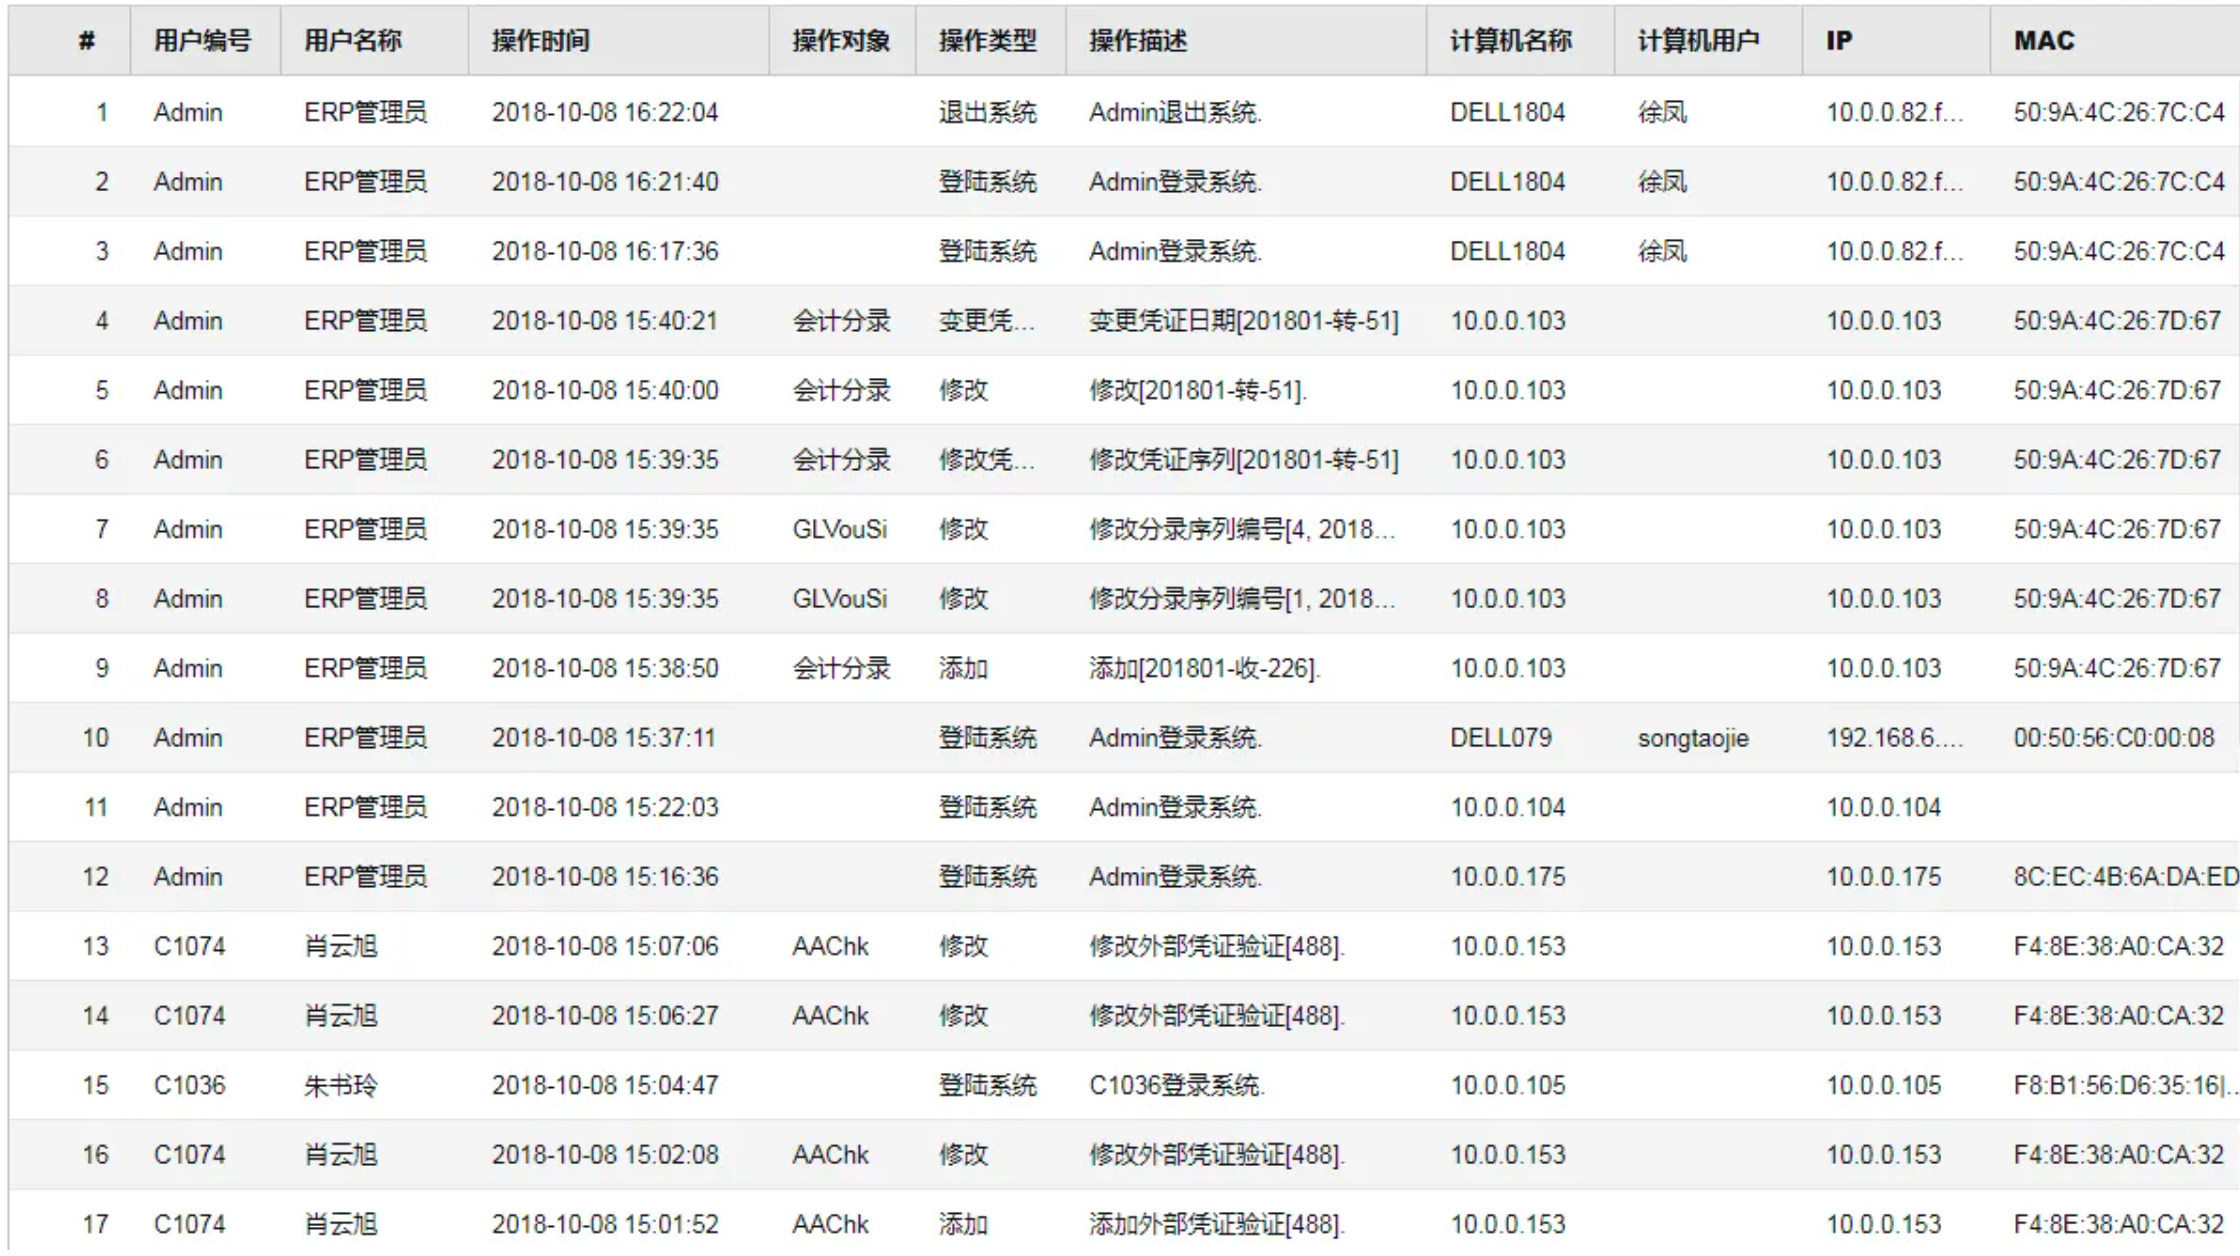 # 用户编号 用户名称 操作时间 操作对象 操作类型 操作描述 计算机名称 计算机用户 IP MAC
1 Admin ERP管理员 2018-10-08 16:22:04 退出系统 Admin退出系统. DELL1804 徐凤 10.0.0.82.f... 50:9A:4C:26:7C:C4
2 Admin ERP管理员 2018-10-08 16:21:40 登陆系统 Admin登录系统. DELL1804 徐凤 10.0.0.82.f... 50:9A:4C:26:7C:C4
3 Admin ERP管理员 2018-10-08 16:17:36 登陆系统 Admin登录系统. DELL1804 徐凤 10.0.0.82.f... 50:9A:4C:26:7C:C4
4 Admin ERP管理员 2018-10-08 15:40:21 会计分录 变更凭... 变更凭证日期[201801-转-51] 10.0.0.103 10.0.0.103 50:9A:4C:26:7D:67
5 Admin ERP管理员 2018-10-08 15:40:00 会计分录 修改 修改[201801-转-51]. 10.0.0.103 10.0.0.103 50:9A:4C:26:7D:67
6 Admin ERP管理员 2018-10-08 15:39:35 会计分录 修改凭... 修改凭证序列[201801-转-51] 10.0.0.103 10.0.0.103 50:9A:4C:26:7D:67
7 Admin ERP管理员 2018-10-08 15:39:35 GLVouSi 修改 修改分录序列编号[4, 2018... 10.0.0.103 10.0.0.103 50:9A:4C:26:7D:67
8 Admin ERP管理员 2018-10-08 15:39:35 GLVouSi 修改 修改分录序列编号[1, 2018... 10.0.0.103 10.0.0.103 50:9A:4C:26:7D:67
9 Admin ERP管理员 2018-10-08 15:38:50 会计分录 添加 添加[201801-收-226]. 10.0.0.103 10.0.0.103 50:9A:4C:26:7D:67
10 Admin ERP管理员 2018-10-08 15:37:11 登陆系统 Admin登录系统. DELL079 songtaojie 192.168.6.... 00:50:56:C0:00:08
11 Admin ERP管理员 2018-10-08 15:22:03 登陆系统 Admin登录系统. 10.0.0.104 10.0.0.104
12 Admin ERP管理员 2018-10-08 15:16:36 登陆系统 Admin登录系统. 10.0.0.175 10.0.0.175 8C:EC:4B:6A:DA:ED
13 C1074 肖云旭 2018-10-08 15:07:06 AAChk 修改 修改外部凭证验证[488]. 10.0.0.153 10.0.0.153 F4:8E:38:A0:CA:32
14 C1074 肖云旭 2018-10-08 15:06:27 AAChk 修改 修改外部凭证验证[488]. 10.0.0.153 10.0.0.153 F4:8E:38:A0:CA:32
15 C1036 朱书玲 2018-10-08 15:04:47 登陆系统 C1036登录系统. 10.0.0.105 10.0.0.105 F8:B1:56:D6:35:16|...
16 C1074 肖云旭 2018-10-08 15:02:08 AAChk 修改 修改外部凭证验证[488]. 10.0.0.153 10.0.0.153 F4:8E:38:A0:CA:32
17 C1074 肖云旭 2018-10-08 15:01:52 AAChk 添加 添加外部凭证验证[488]. 10.0.0.153 10.0.0.153 F4:8E:38:A0:CA:32